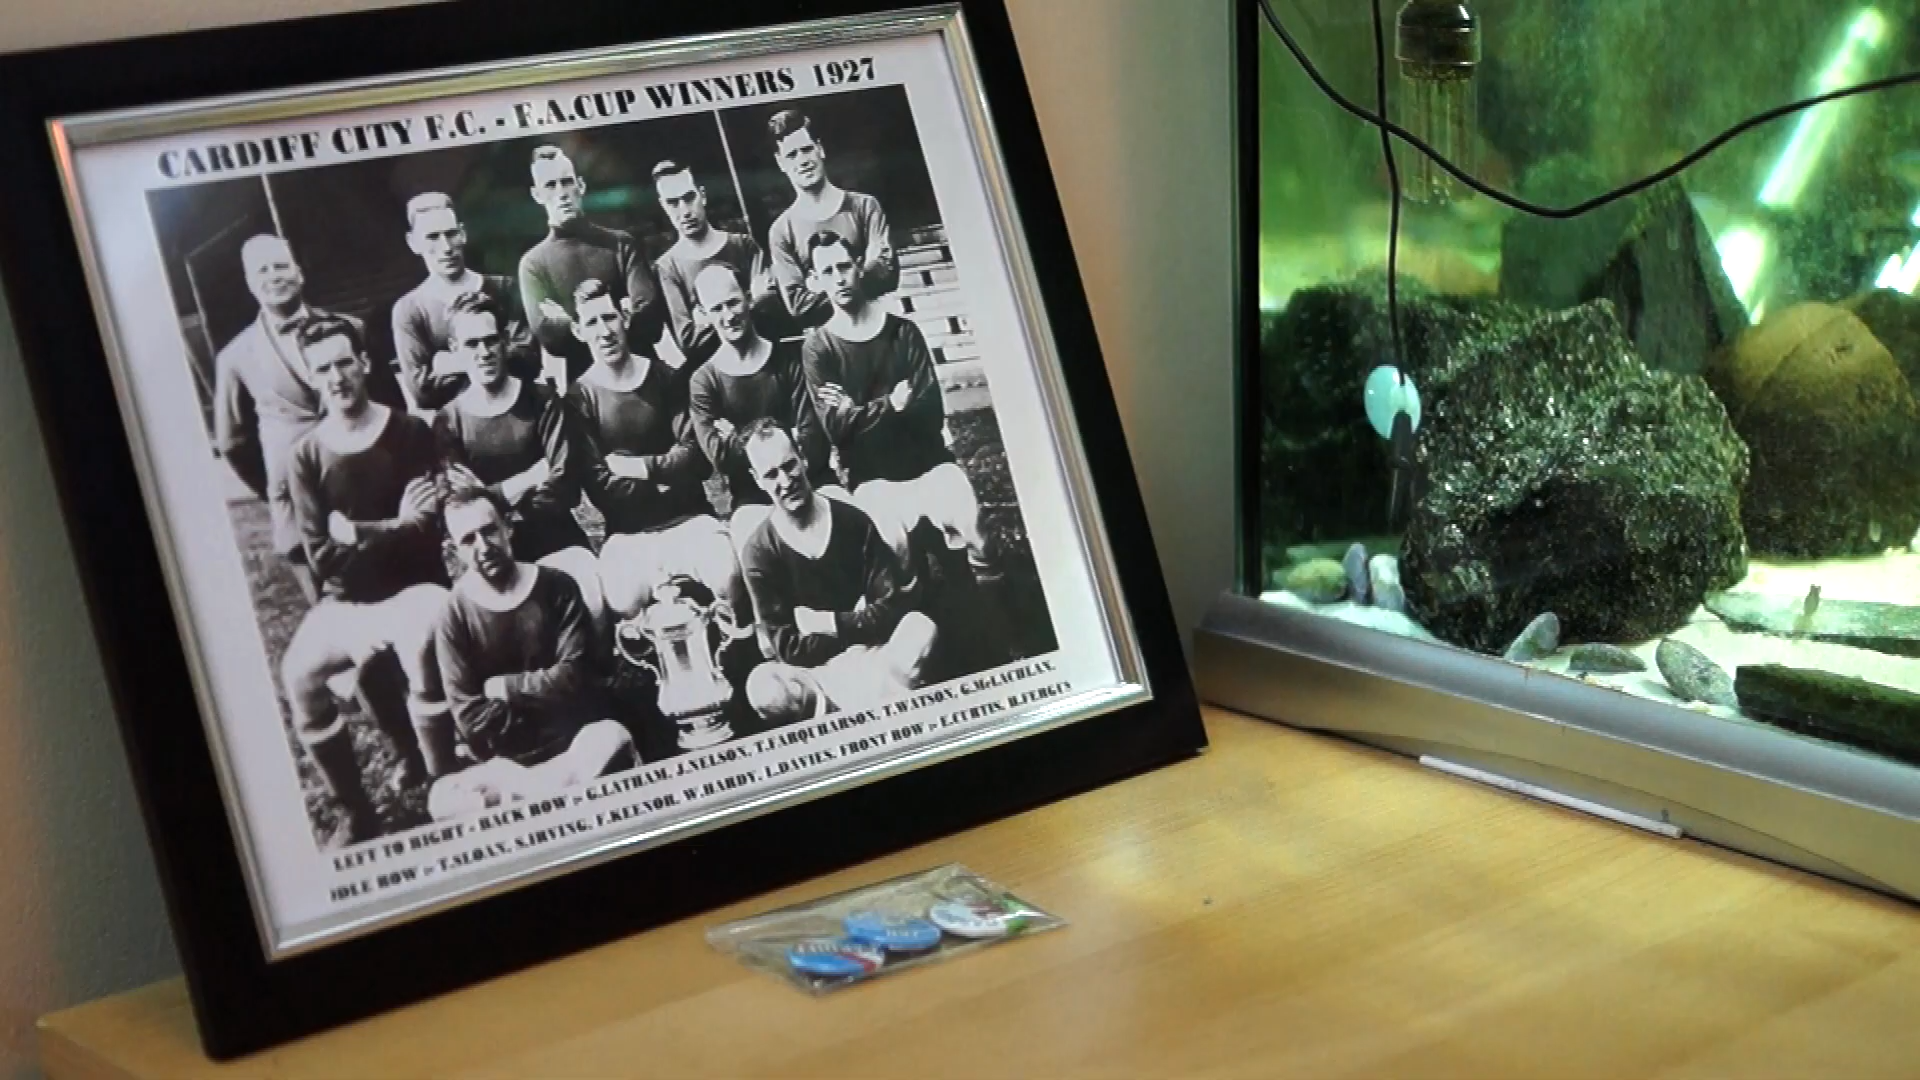 CARDIFF CITY F.C. - F.A.CUP WINNERS 1927
LEFT TO RIGHT - BACK ROW :- G.LATHAM, J.NELSON, T.FARQUHARSON, T.WATSON, G.McLACHLAN,
IDLE ROW :- T.SLOAN, S.IRVING, F.KEENOR, W.HARDY, L.DAVIES, FRONT ROW :- E.CURTIS, H.FERGUS